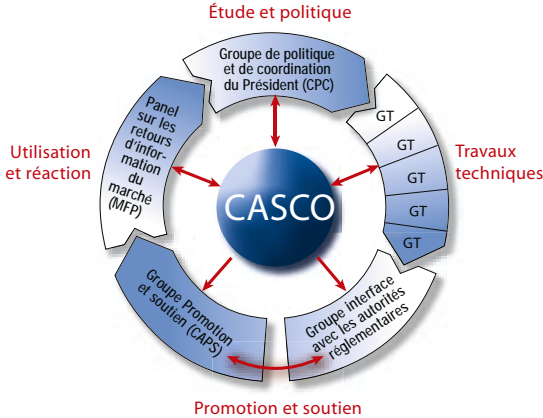 Étude et politique
Groupe de politique
et de coordination
du Président (CPC)
GT
GT
GT
GT
GT
Travaux
techniques
Utilisation
et réaction
Panel
sur les
retours
d'infor-
mation
du
marché
(MFP)
CASCO
Groupe Promotion
et soutien (CAPS)
Groupe interface
avec les autorités
réglementaires
Promotion et soutien